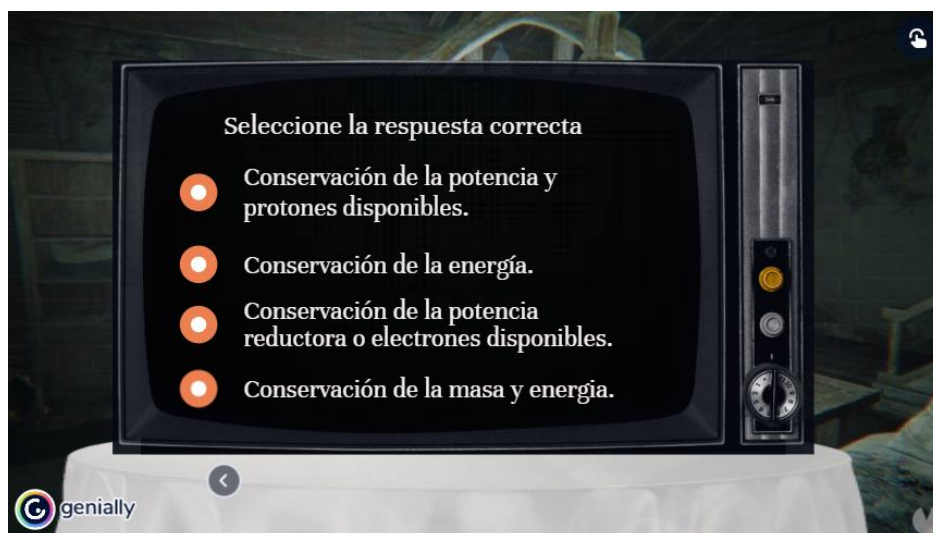 Seleccione la respuesta correcta
Conservación de la potencia y
protones disponibles.
Conservación de la energía.
Conservación de la potencia
reductora o electrones disponibles.
Conservación de la masa y energia.
genially